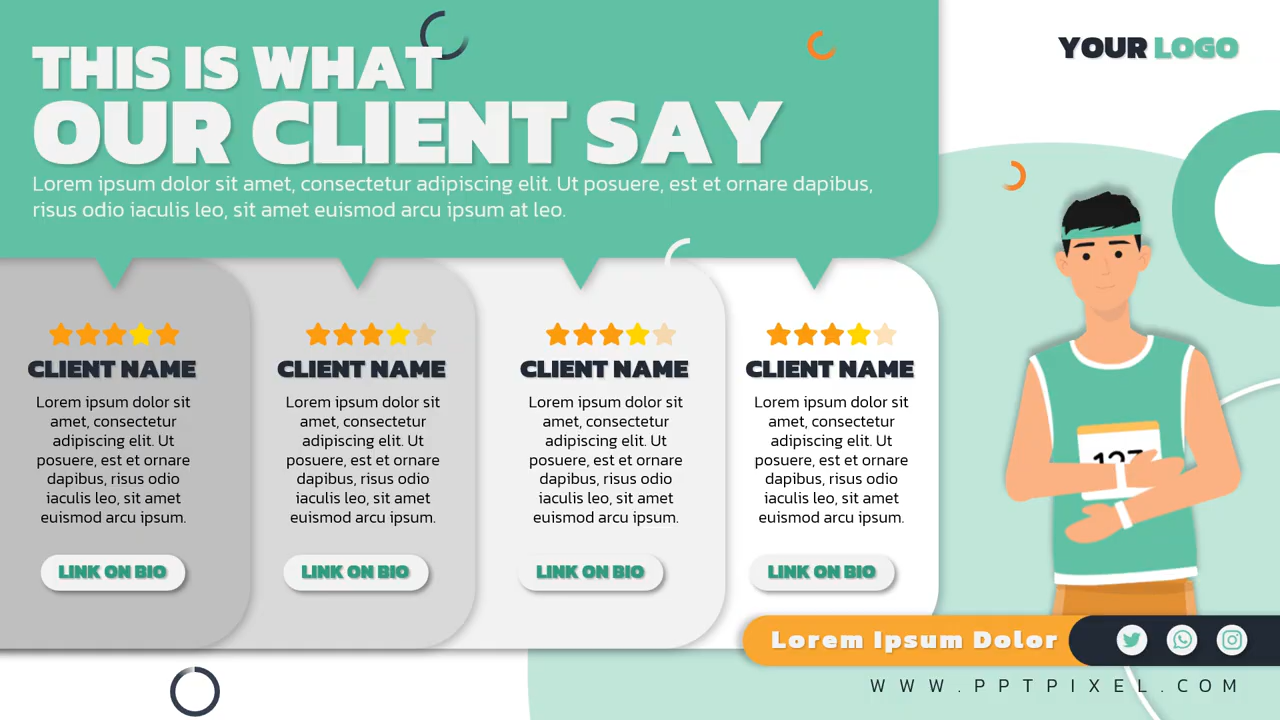 THIS IS WHAT
OUR CLIENT SAY
Lorem ipsum dolor sit amet, consectetur adipiscing elit. Ut posuere, est et ornare dapibus,
risus odio iaculis leo, sit amet euismod arcu ipsum at leo.
YOUR LOGO
CLIENT NAME
Lorem ipsum dolor sit
amet, consectetur
adipiscing elit. Ut
posuere, est et ornare
dapibus, risus odio
iaculis leo, sit amet
euismod arcu ipsum.
LINK ON BIO
CLIENT NAME
Lorem ipsum dolor sit
amet, consectetur
adipiscing elit. Ut
posuere, est et ornare
dapibus, risus odio
iaculis leo, sit amet
euismod arcu ipsum.
LINK ON BIO
CLIENT NAME
Lorem ipsum dolor sit
amet, consectetur
adipiscing elit. Ut
posuere, est et ornare
dapibus, risus odio
iaculis leo, sit amet
euismod arcu ipsum.
LINK ON BIO
CLIENT NAME
Lorem ipsum dolor sit
amet, consectetur
adipiscing elit. Ut
posuere, est et ornare
dapibus, risus odio
iaculis leo, sit amet
euismod arcu ipsum.
LINK ON BIO
Lorem Ipsum Dolor
WWW.PPTPIXEL.COM